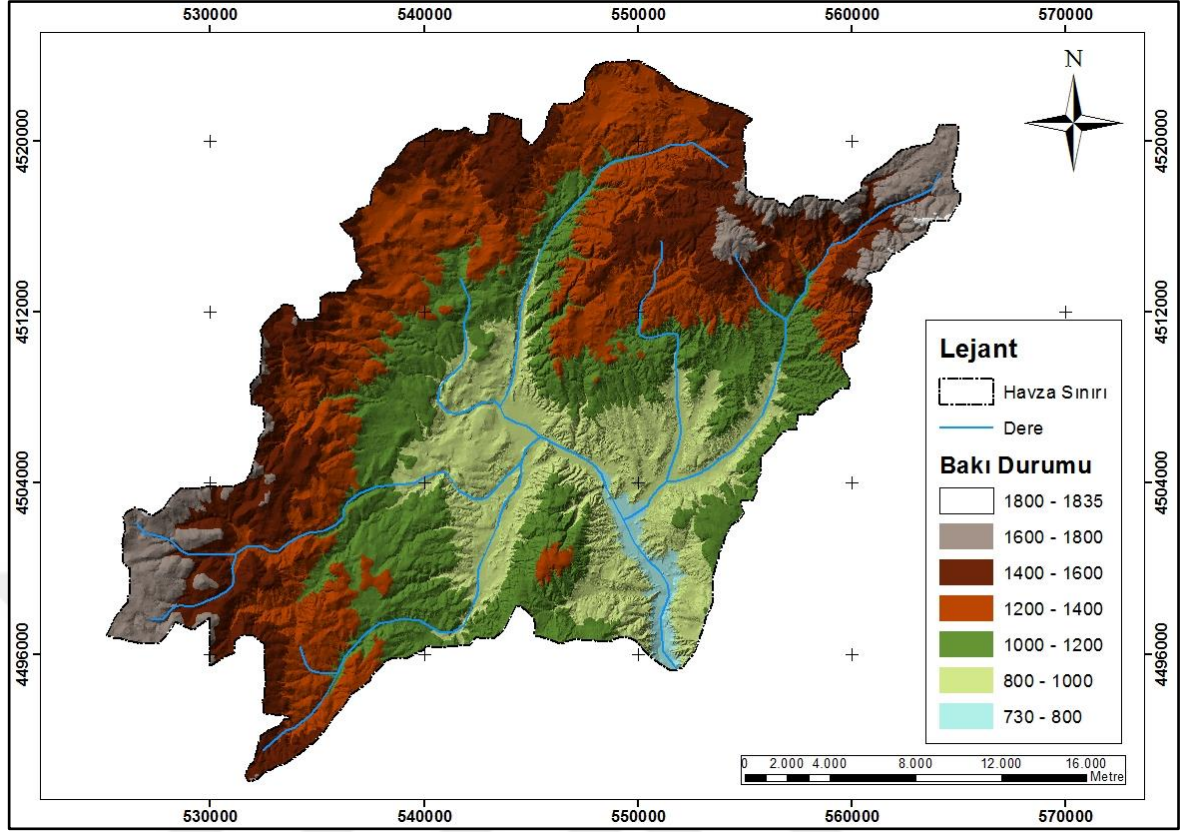 530000 540000 550000 560000 570000
N
4520000 4520000
4512000 4512000
4504000 4504000
4496000 4496000
Lejant
Havza Sınırı
Dere
Bakı Durumu
1800 - 1835
1600 - 1800
1400 - 1600
1200 - 1400
1000 - 1200
800 - 1000
730 - 800
0 2.000 4.000 8.000 12.000 16.000
Metre
530000 540000 550000 560000 570000